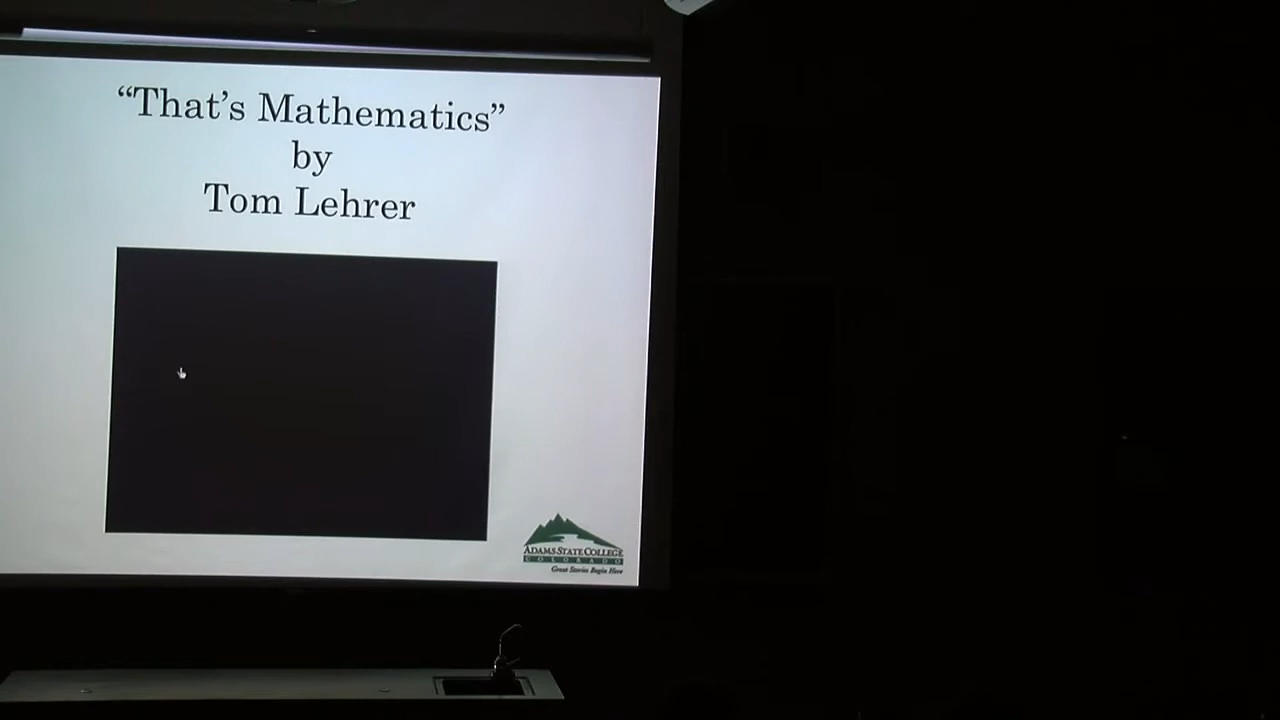 “That’s Mathematics”
by
Tom Lehrer
ADAMS STATE COLLEGE
COLORADO
Great Stories Begin Here